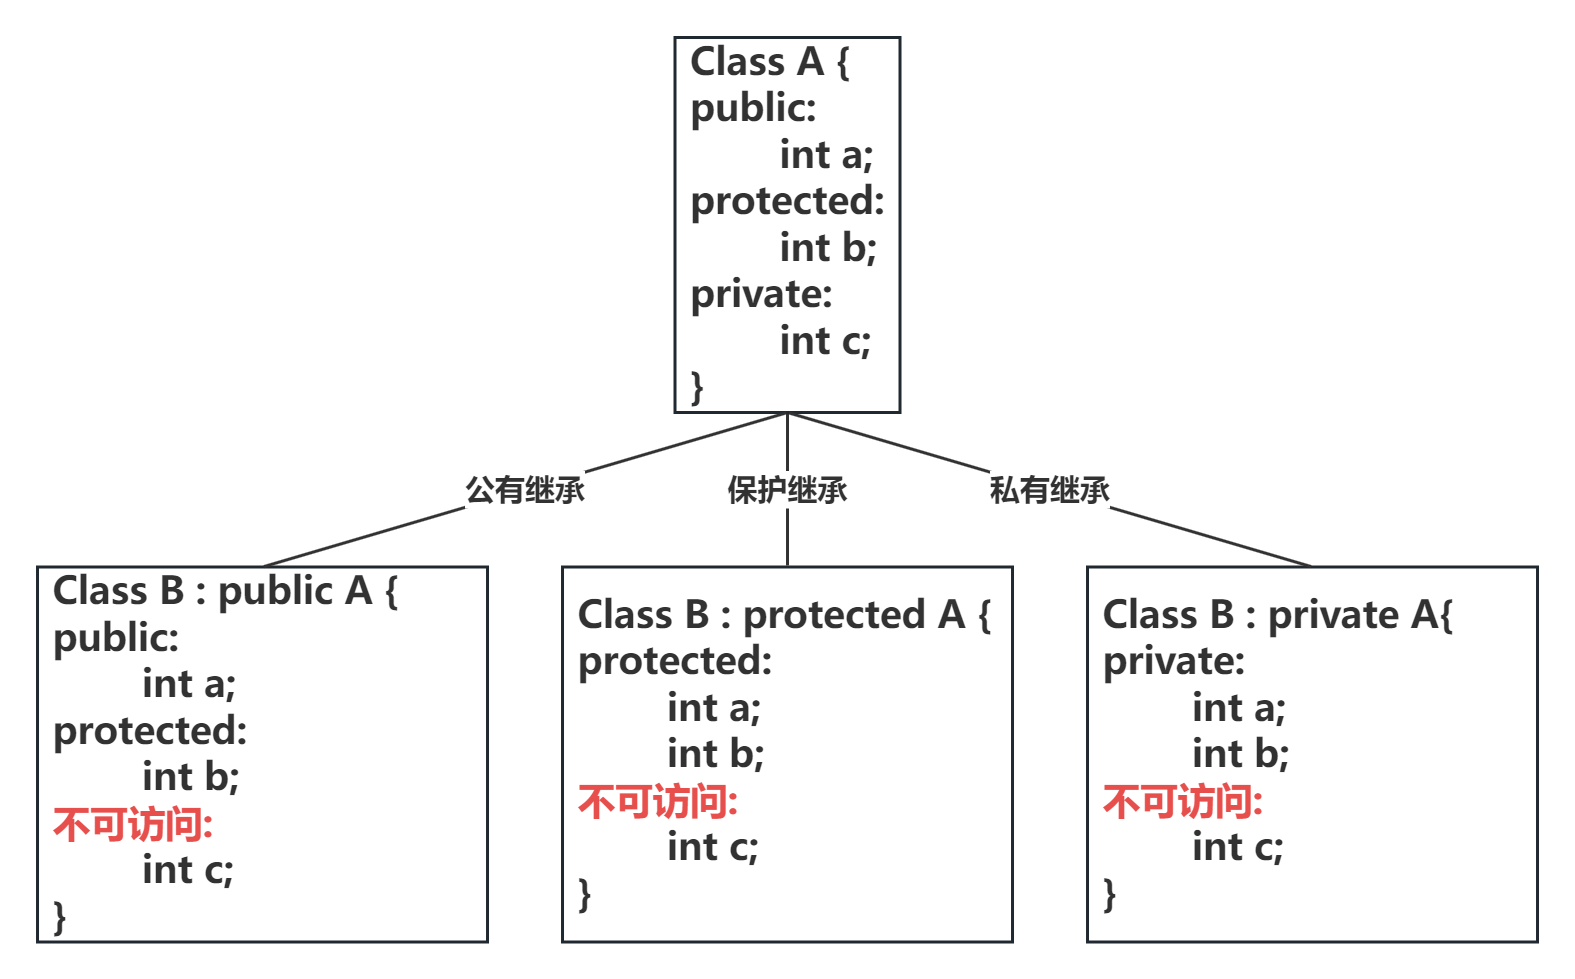 Class A {
public:
int a;
protected:
int b;
private:
int c;
}
公有继承
保护继承
私有继承
Class B : public A {
public:
int a;
protected:
int b;
不可访问:
int c;
}
Class B : protected A {
protected:
int a;
int b;
不可访问:
int c;
}
Class B : private A{
private:
int a;
int b;
不可访问:
int c;
}